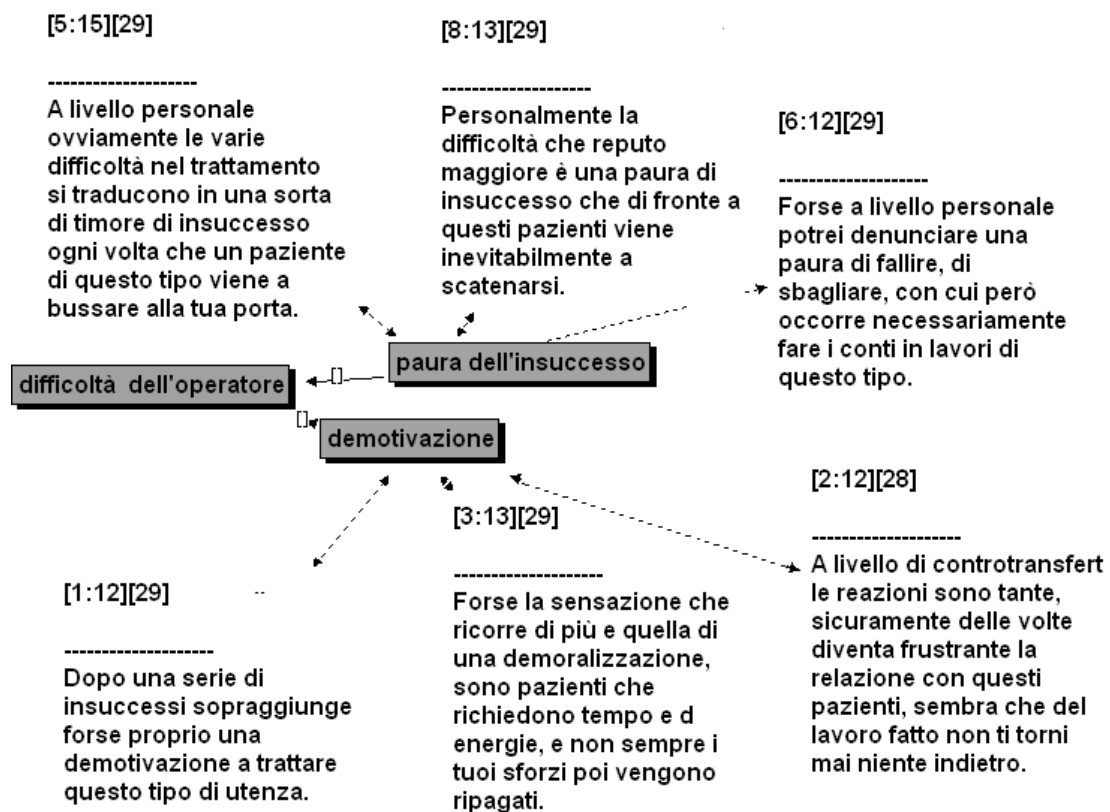 [5:15][29]
--------------------
A livello personale
ovviamente le varie
difficoltà nel trattamento
si traducono in una sorta
di timore di insuccesso
ogni volta che un paziente
di questo tipo viene a
bussare alla tua porta.
[8:13][29]
--------------------
Personalmente la
difficoltà che reputo
maggiore è una paura di
insuccesso che di fronte a
questi pazienti viene
inevitabilmente a
scatenarsi.
[6:12][29]
--------------------
Forse a livello personale
potrei denunciare una
paura di fallire, di
sbagliare, con cui però
occorre necessariamente
fare i conti in lavori di
questo tipo.
paura dell'insuccesso
[]
difficoltà dell'operatore
[]
demotivazione
[1:12][29]
--------------------
Dopo una serie di
insuccessi sopraggiunge
forse proprio una
demotivazione a trattare
questo tipo di utenza.
[3:13][29]
--------------------
Forse la sensazione che
ricorre di più e quella di
una demoralizzazione,
sono pazienti che
richiedono tempo e d
energie, e non sempre i
tuoi sforzi poi vengono
ripagati.
[2:12][28]
--------------------
A livello di controtransfert
le reazioni sono tante,
sicuramente delle volte
diventa frustrante la
relazione con questi
pazienti, sembra che del
lavoro fatto non ti torni
mai niente indietro.